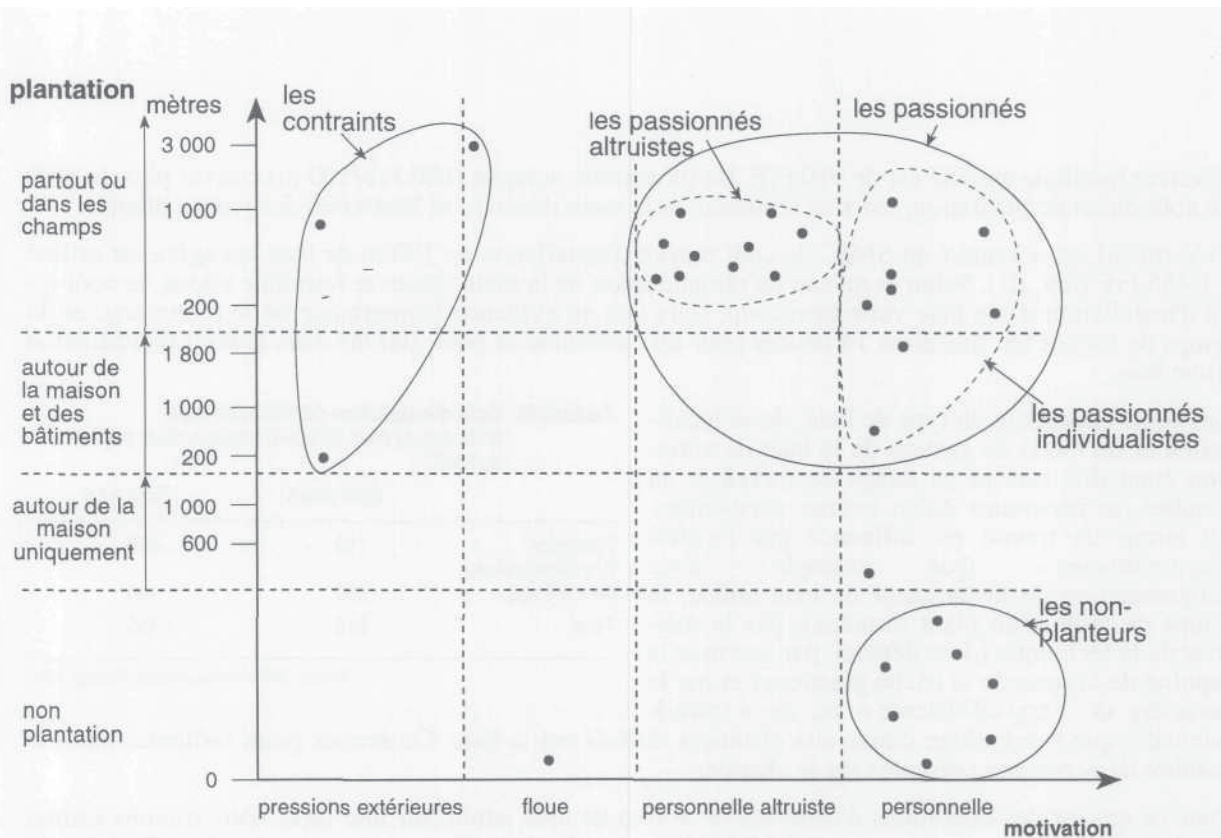 plantation
mètres
les
contraints
les passionnés
altruistes
les passionnés
3 000
partout ou
dans les
champs
1 000
200
1 800
autour de
la maison
et des
bâtiments
1 000
200
les passionnés
individualistes
autour de la
maison
uniquement
1 000
600
les non-
planteurs
non
plantation
0
pressions extérieures
floue
personnelle altruiste
personnelle
motivation